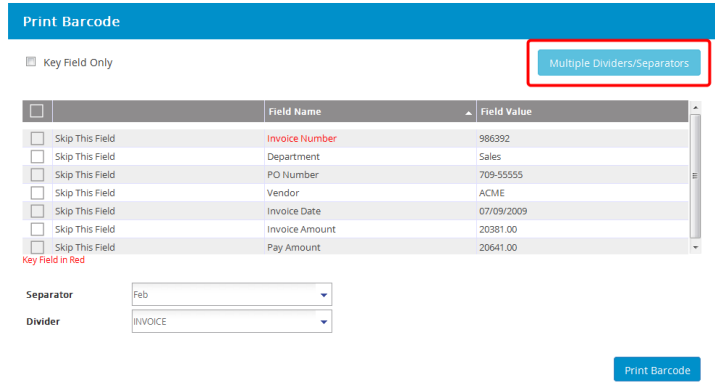 Print Barcode
Key Field Only
Multiple Dividers/Separators
Field Name Field Value
Skip This Field Invoice Number 986392
Skip This Field Department Sales
Skip This Field PO Number 709-55555
Skip This Field Vendor ACME
Skip This Field Invoice Date 07/09/2009
Skip This Field Invoice Amount 20381.00
Skip This Field Pay Amount 20641.00
Key Field in Red
Separator Feb
Divider INVOICE
Print Barcode